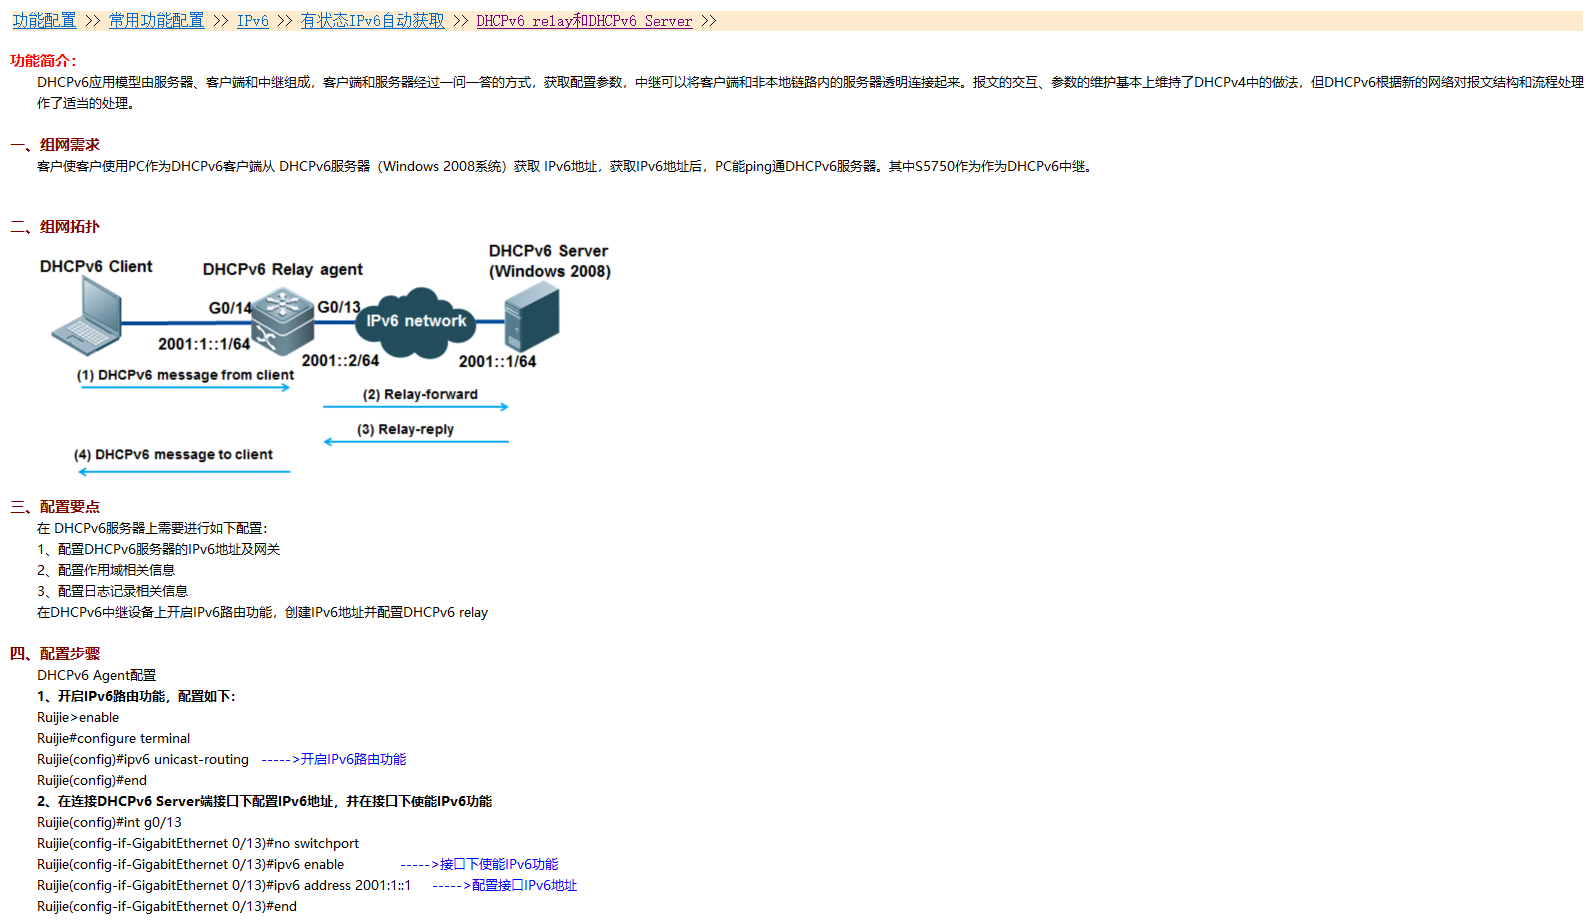 功能配置 >> 常用功能配置 >> IPv6 >> 有状态IPv6自动获取 >> DHCPv6 relay和DHCPv6 Server >>
功能简介：
DHCPv6应用模型由服务器、客户端和中继组成，客户端和服务器经过一问一答的方式，获取配置参数，中继可以将客户端和非本地链路内的服务器透明连接起来。报文的交互、参数的维护基本上维持了DHCPv4中的做法，但DHCPv6根据新的网络对报文结构和流程处理
作了适当的处理。
一、组网需求
客户使客户使用PC作为DHCPv6客户端从 DHCPv6服务器（Windows 2008系统）获取 IPv6地址，获取IPv6地址后，PC能ping通DHCPv6服务器。其中S5750作为作为DHCPv6中继。
二、组网拓扑
DHCPv6 Server
(Windows 2008)
DHCPv6 Client
DHCPv6 Relay agent
G0/14
G0/13
IPv6 network
2001:1::1/64
2001::2/64
2001::1/64
(1) DHCPv6 message from client
(2) Relay-forward
(3) Relay-reply
(4) DHCPv6 message to client
三、配置要点
在 DHCPv6服务器上需要进行如下配置：
1、配置DHCPv6服务器的IPv6地址及网关
2、配置作用域相关信息
3、配置日志记录相关信息
在DHCPv6中继设备上开启IPv6路由功能，创建IPv6地址并配置DHCPv6 relay
四、配置步骤
DHCPv6 Agent配置
1、开启IPv6路由功能，配置如下：
Ruijie>enable
Ruijie#configure terminal
Ruijie(config)#ipv6 unicast-routing ----->开启IPv6路由功能
Ruijie(config)#end
2、在连接DHCPv6 Server端接口下配置IPv6地址，并在接口下使能IPv6功能
Ruijie(config)#int g0/13
Ruijie(config-if-GigabitEthernet 0/13)#no switchport
Ruijie(config-if-GigabitEthernet 0/13)#ipv6 enable ----->接口下使能IPv6功能
Ruijie(config-if-GigabitEthernet 0/13)#ipv6 address 2001:1::1 ----->配置接口IPv6地址
Ruijie(config-if-GigabitEthernet 0/13)#end